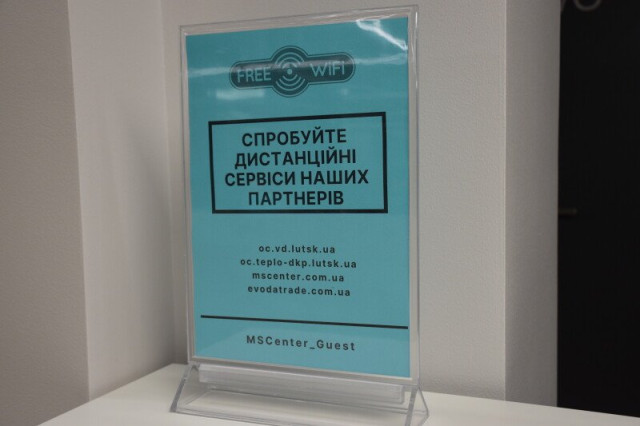 FREE WIFI
СПРОБУЙТЕ
ДИСТАНЦІЙНІ
СЕРВІСИ НАШИХ
ПАРТНЕРІВ
oc.vd.lutsk.ua
oc.teplo-dkp.lutsk.ua
mscenter.com.ua
evodatrade.com.ua
MSCenter_Guest